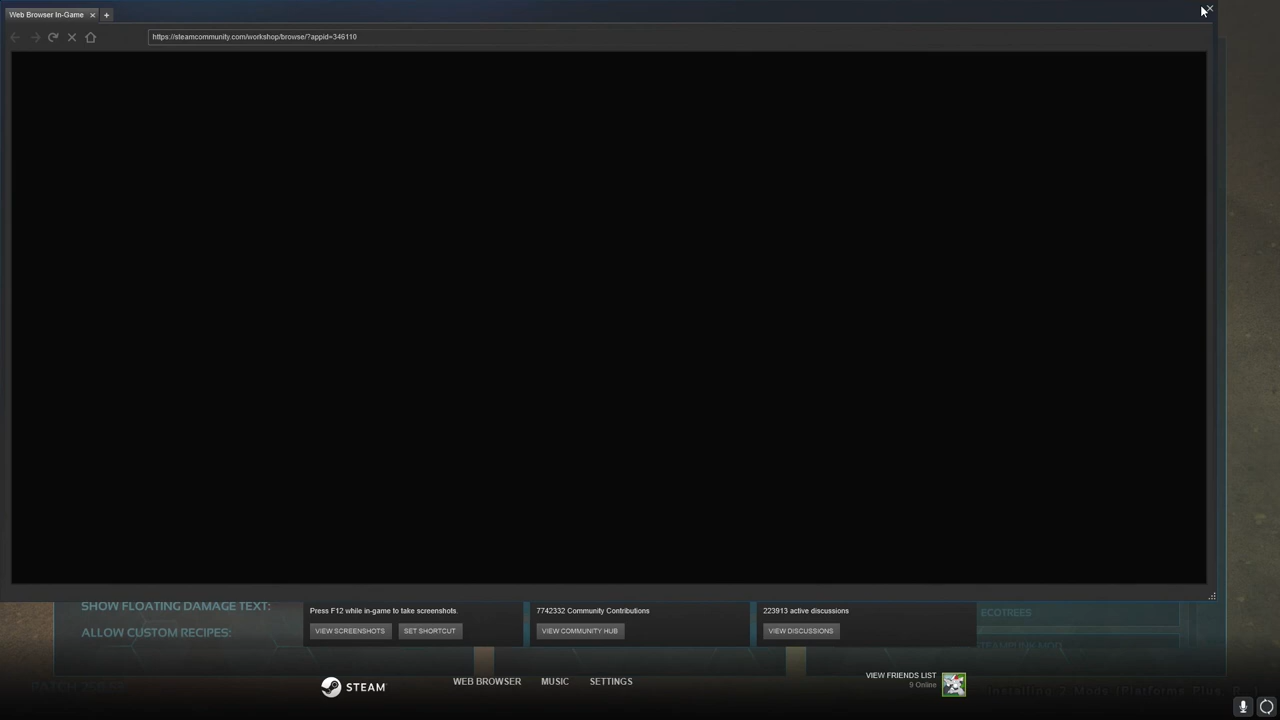 Web Browser In-Game
https://steamcommunity.com/workshop/browse/?appid=346110
SHOW FLOATING DAMAGE TEXT:
ALLOW CUSTOM RECIPES:
Press F12 while in-game to take screenshots.
VIEW SCREENSHOTS
SET SHORTCUT
7742332 Community Contributions
VIEW COMMUNITY HUB
223913 active discussions
VIEW DISCUSSIONS
ECOTREES
STEAM
WEB BROWSER
MUSIC
SETTINGS
VIEW FRIENDS LIST
9 Online
Installing 2 Mods (Platforms Plus, R